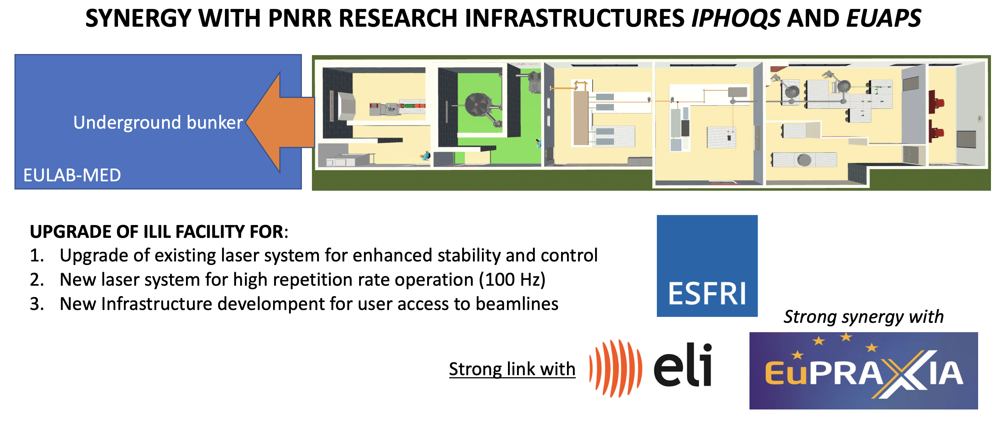 SYNERGY WITH PNRR RESEARCH INFRASTRUCTURES IPHOQS AND EUAPS
Underground bunker
EULAB-MED
MULTIPASS AMPLIFIER
UPGRADE OF ILIL FACILITY FOR:
1. Upgrade of existing laser system for enhanced stability and control
2. New laser system for high repetition rate operation (100 Hz)
3. New Infrastructure develompent for user access to beamlines
ESFRI
Strong synergy with
Strong link with
eli
EuPRAXIA